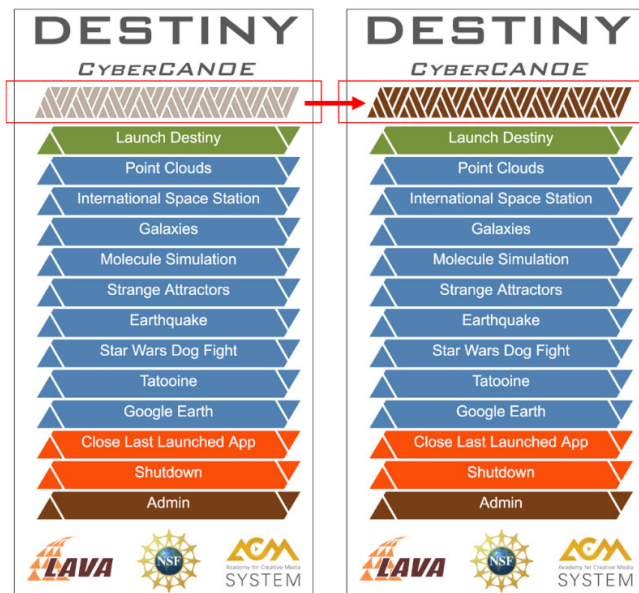 DESTINY
CYBERCANOE
Launch Destiny
Point Clouds
International Space Station
Galaxies
Molecule Simulation
Strange Attractors
Earthquake
Star Wars Dog Fight
Tatooine
Google Earth
Close Last Launched App
Shutdown
Admin
LAVA
NSF
ACM
Academy for Creative Media
SYSTEM
DESTINY
CYBERCANOE
Launch Destiny
Point Clouds
International Space Station
Galaxies
Molecule Simulation
Strange Attractors
Earthquake
Star Wars Dog Fight
Tatooine
Google Earth
Close Last Launched App
Shutdown
Admin
LAVA
NSF
ACM
Academy for Creative Media
SYSTEM